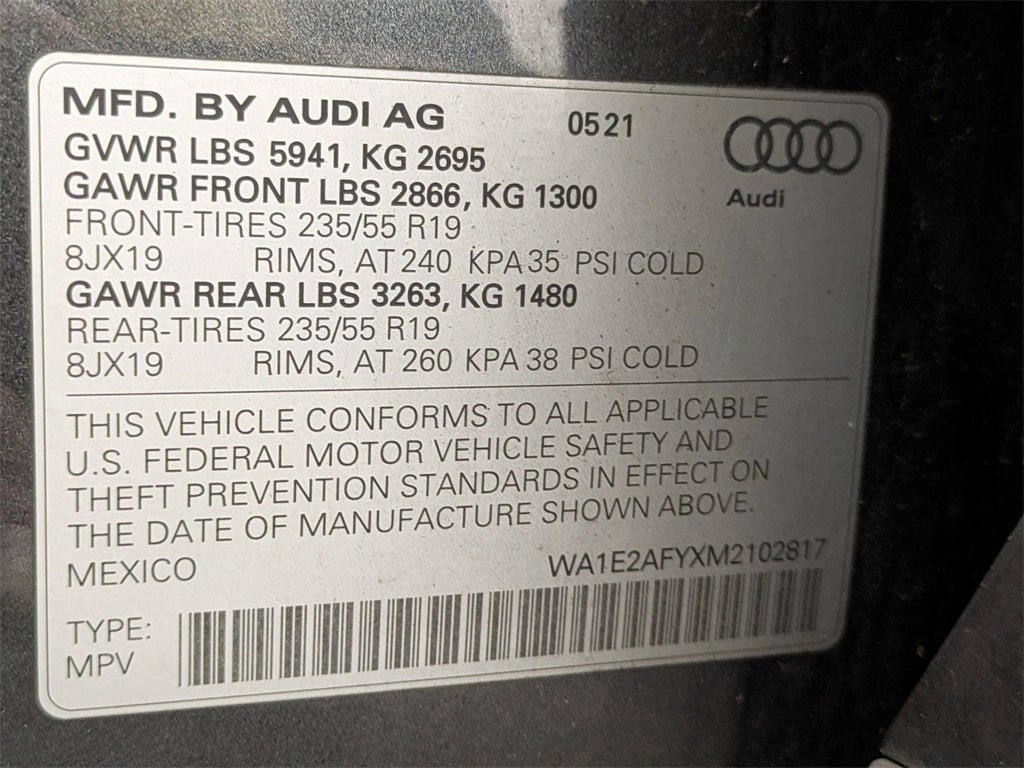 MFD. BY AUDI AG 0521
GVWR LBS 5941, KG 2695
GAWR FRONT LBS 2866, KG 1300
Audi
FRONT-TIRES 235/55 R19
8JX19 RIMS, AT 240 KPA 35 PSI COLD
GAWR REAR LBS 3263, KG 1480
REAR-TIRES 235/55 R19
8JX19 RIMS, AT 260 KPA 38 PSI COLD
THIS VEHICLE CONFORMS TO ALL APPLICABLE
U.S. FEDERAL MOTOR VEHICLE SAFETY AND
THEFT PREVENTION STANDARDS IN EFFECT ON
THE DATE OF MANUFACTURE SHOWN ABOVE.
MEXICO WA1E2AFYXM2102817
TYPE:
MPV